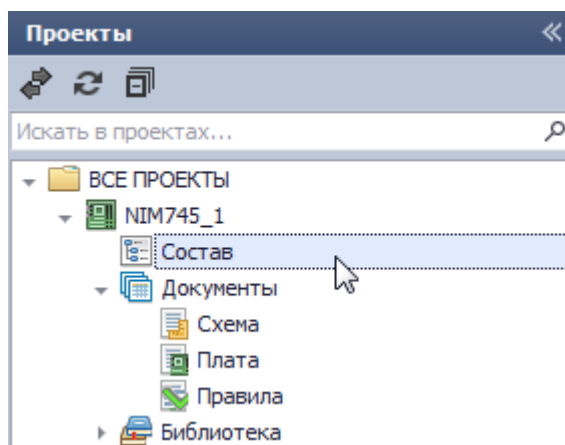 Проекты
Искать в проектах...
ВСЕ ПРОЕКТЫ
NIM745_1
Состав
Документы
Схема
Плата
Правила
Библиотека